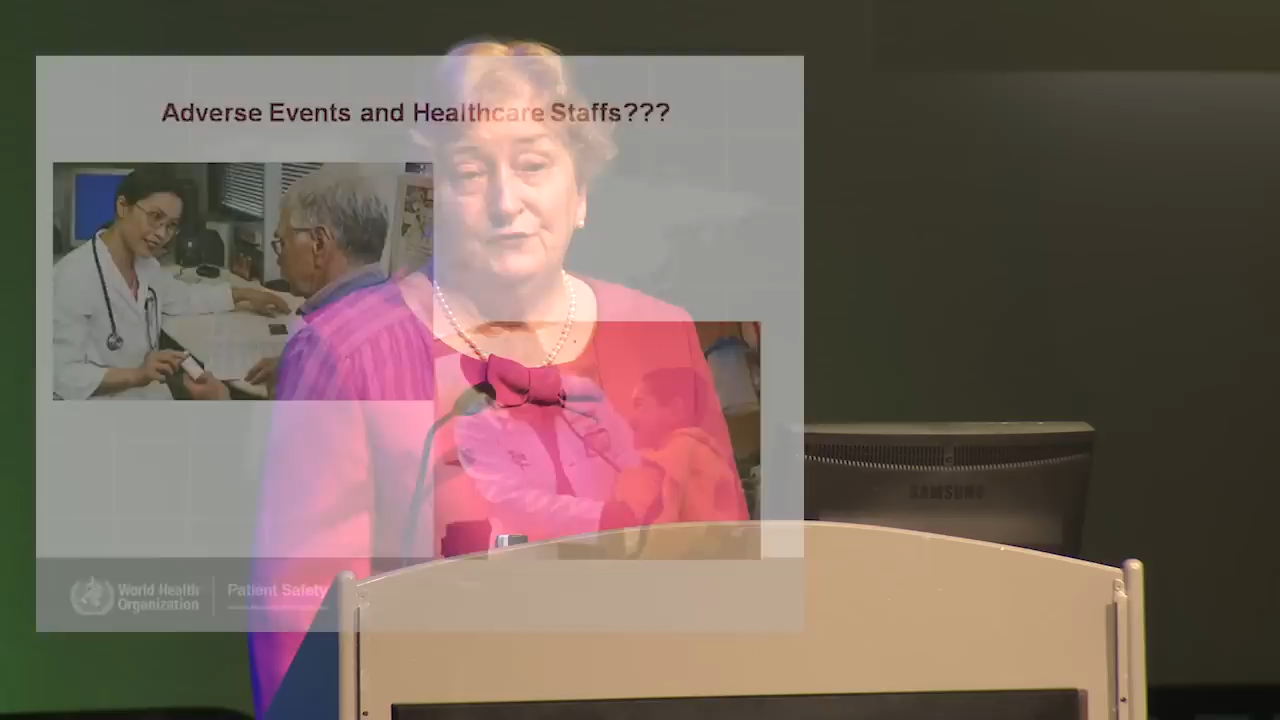 Adverse Events and Healthcare Staffs???
World Health
Organization
Patient Safety
SAMSUNG